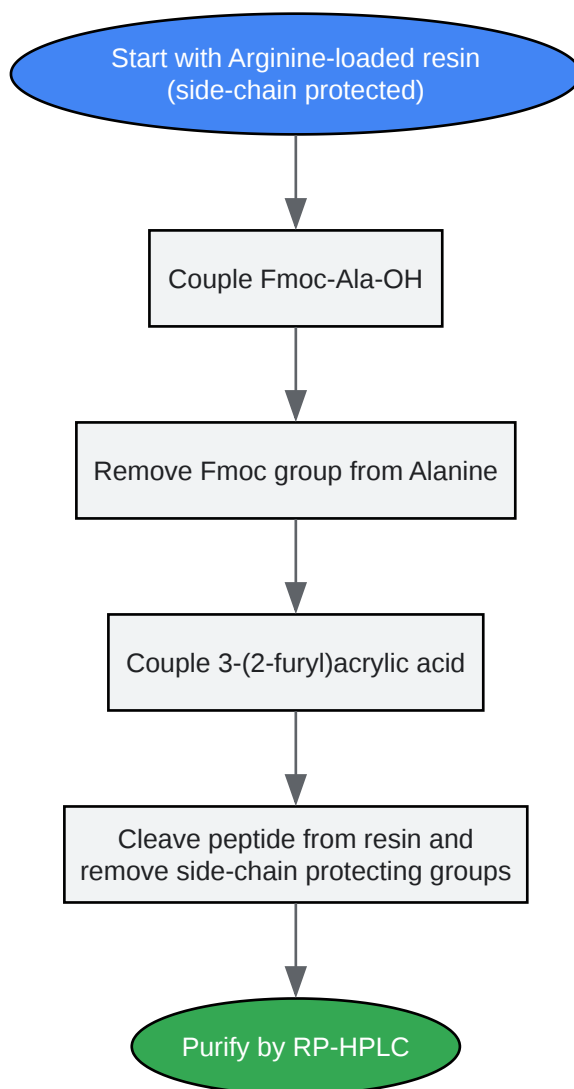 Start with Arginine-loaded resin
(side-chain protected)
Couple Fmoc-Ala-OH
Remove Fmoc group from Alanine
Couple 3-(2-furyl)acrylic acid
Cleave peptide from resin and
remove side-chain protecting groups
Purify by RP-HPLC